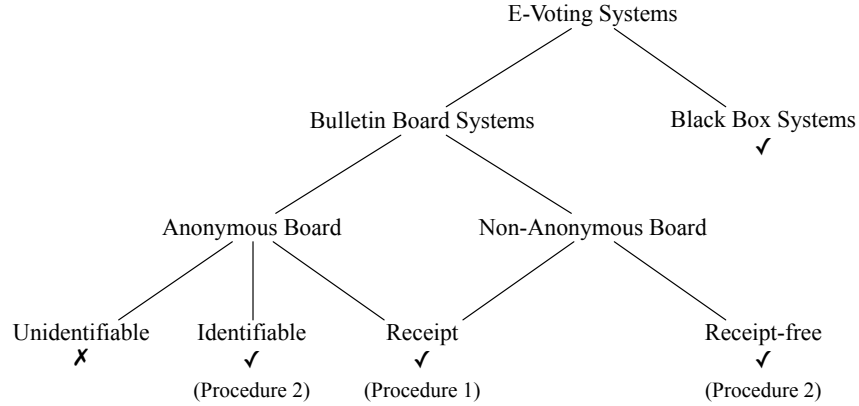 E-Voting Systems
Bulletin Board Systems
Black Box Systems
✓
Anonymous Board
Non-Anonymous Board
Unidentifiable
Identifiable
Receipt
Receipt-free
✗
✓
✓
✓
(Procedure 2)
(Procedure 1)
(Procedure 2)